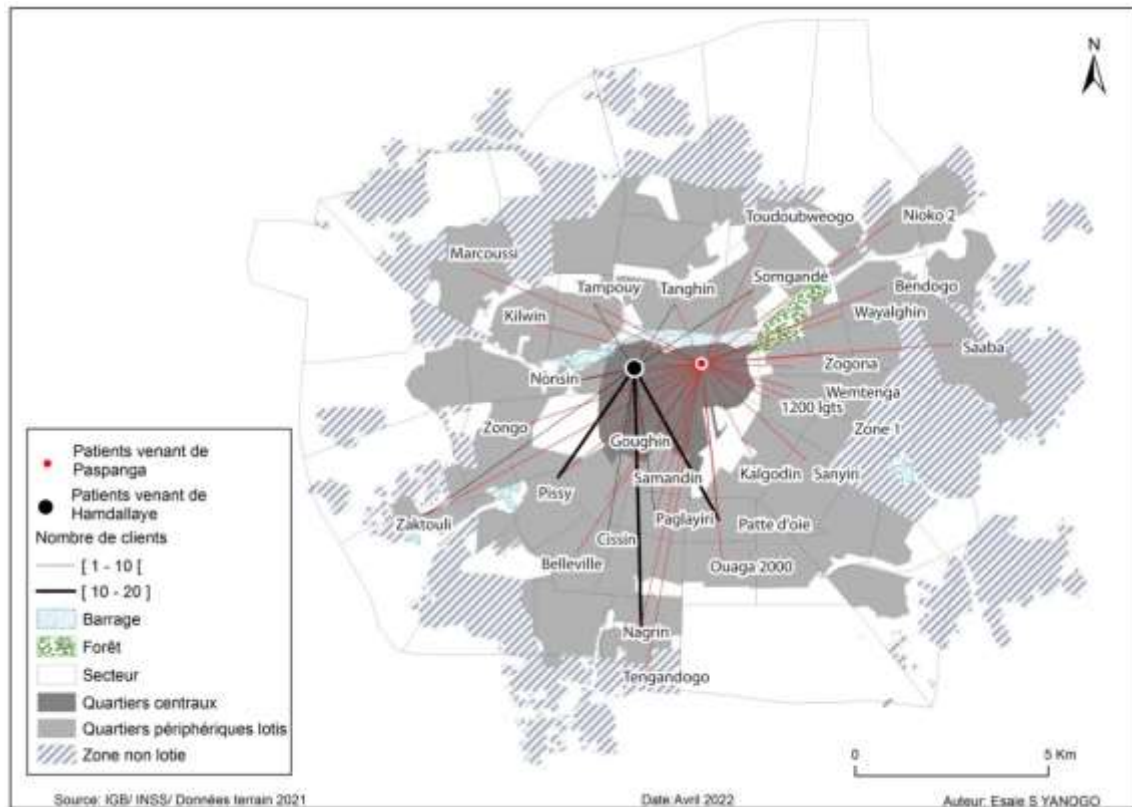 N
Toudoubweogo
Nioko 2
Marcoussi
Somgandé
Tampouy
Tanghin
Bendogo
Kilwin
Wayalghin
Saaba
Zogona
Nonsin
Wemtenga
1200 lgts
Zongo
Zone 1
Goughin
Samandin
Kalgodin
Sanyiri
Pissy
Paglayiri
Patte d'oie
Zaktouli
Cissin
Belleville
Ouaga 2000
Nagrin
Tengandogo
Patients venant de
Paspanga
Patients venant de
Hamdallaye
Nombre de clients
[ 1 - 10 [
[ 10 - 20 ]
Barrage
Forêt
Secteur
Quartiers centraux
Quartiers périphériques lotis
Zone non lotie
0 5 Km
Source: IGB/ INSS/ Données terrain 2021
Date: Avril 2022
Auteur: Esaïe S YANOGO